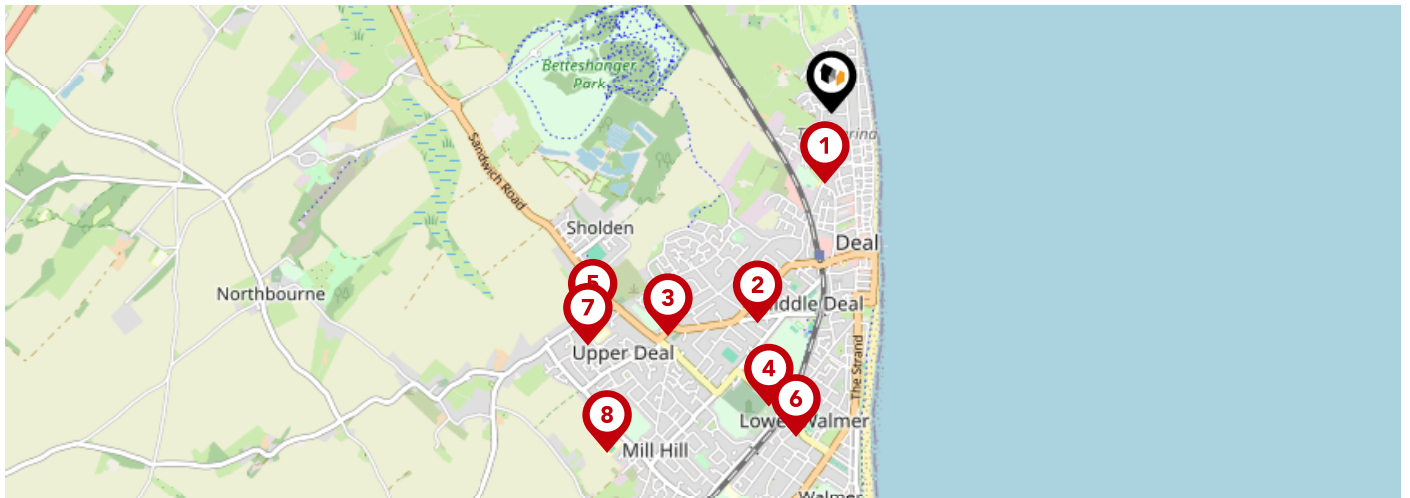 Betteshanger
Park
1
Sandwich Road
Sholden
Deal
5
2
3
7
Northbourne
Middle Deal
Upper Deal
The Strand
4
6
8
Lower Walmer
Mill Hill
Walmer